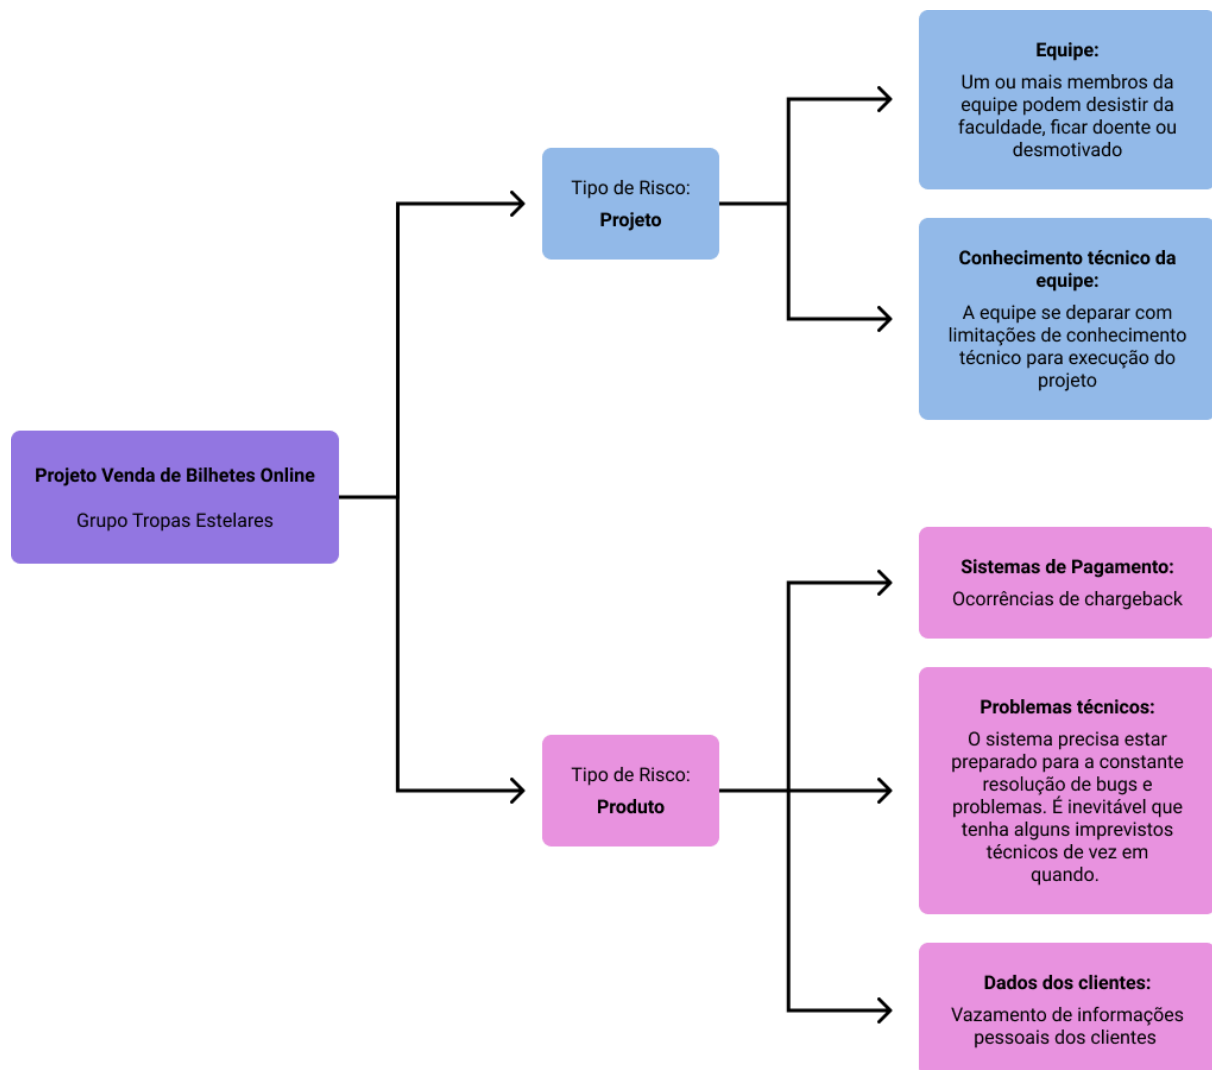 Projeto Venda de Bilhetes Online
Grupo Tropas Estelares
Tipo de Risco:
Projeto
Equipe:
Um ou mais membros da
equipe podem desistir da
faculdade, ficar doente ou
desmotivado
Conhecimento técnico da
equipe:
A equipe se deparar com
limitações de conhecimento
técnico para execução do
projeto
Tipo de Risco:
Produto
Sistemas de Pagamento:
Ocorrências de chargeback
Problemas técnicos:
O sistema precisa estar
preparado para a constante
resolução de bugs e
problemas. É inevitável que
tenha alguns imprevistos
técnicos de vez em
quando.
Dados dos clientes:
Vazamento de informações
pessoais dos clientes